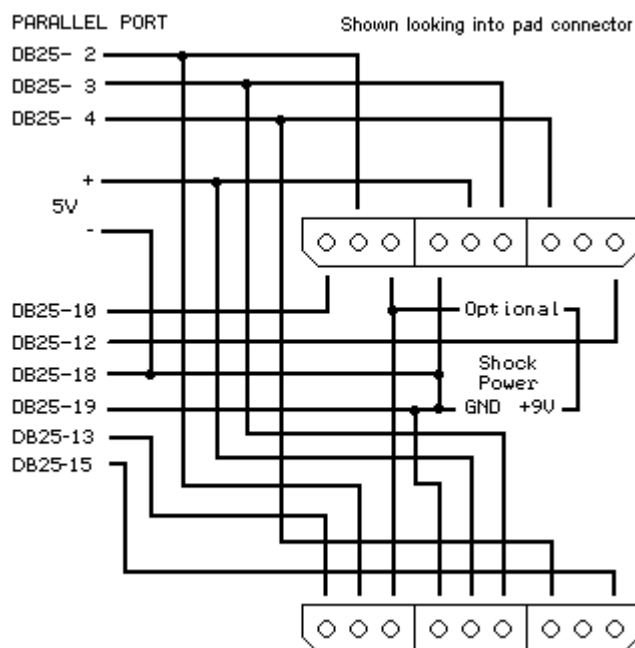 PARALLEL PORT
Shown looking into pad connector
DB25- 2
DB25- 3
DB25- 4
+
5V
-
DB25-10
Optional
DB25-12
Shock
Power
DB25-18
DB25-19
GND +9V
DB25-13
DB25-15